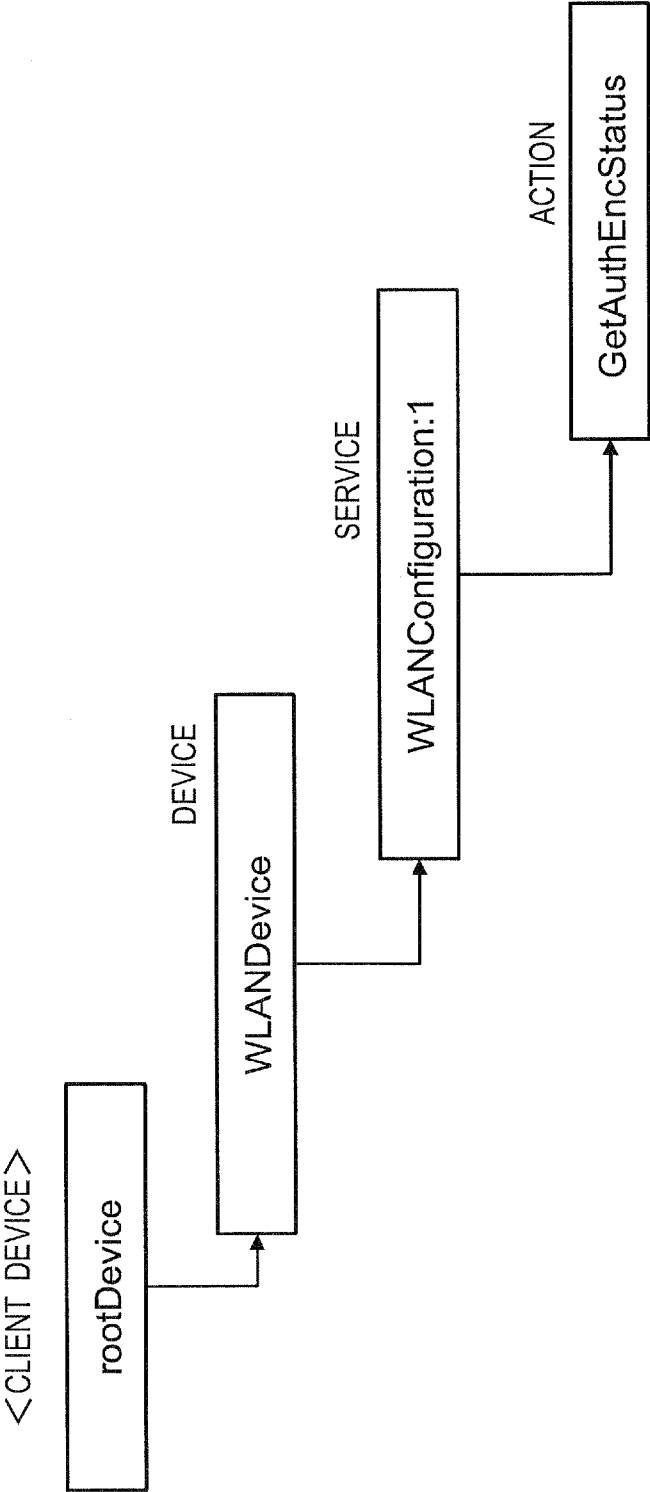 <CLIENT DEVICE>
rootDevice
DEVICE
WLANDevice
SERVICE
WLANConfiguration:1
ACTION
GetAuthEncStatus